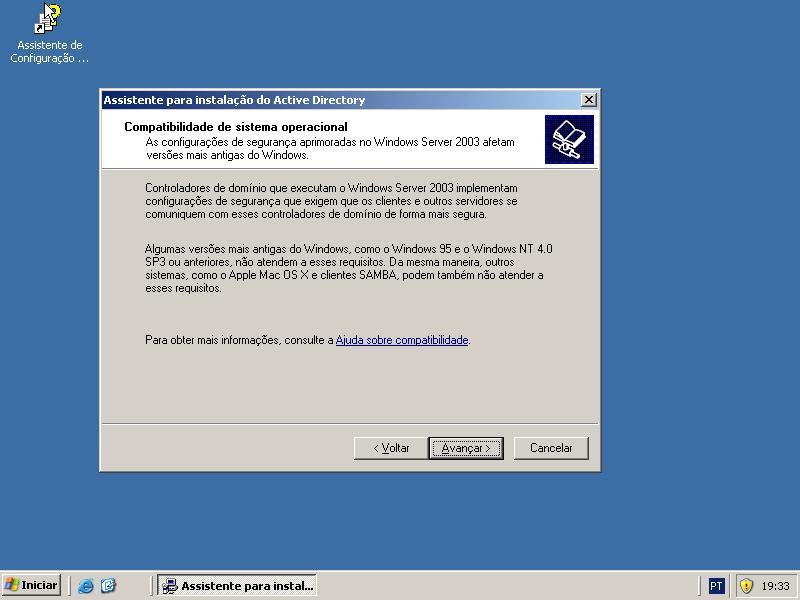 Assistente de
Configuração ...
Assistente para instalação do Active Directory
Compatibilidade de sistema operacional
As configurações de segurança aprimoradas no Windows Server 2003 afetam
versões mais antigas do Windows.
Controladores de domínio que executam o Windows Server 2003 implementam
configurações de segurança que exigem que os clientes e outros servidores se
comuniquem com esses controladores de domínio de forma mais segura.
Algumas versões mais antigas do Windows, como o Windows 95 e o Windows NT 4.0
SP3 ou anteriores, não atendem a esses requisitos. Da mesma maneira, outros
sistemas, como o Apple Mac OS X e clientes SAMBA, podem também não atender a
esses requisitos.
Para obter mais informações, consulte a Ajuda sobre compatibilidade.
< Voltar
Avançar >
Cancelar
Iniciar
Assistente para instal...
PT
19:33